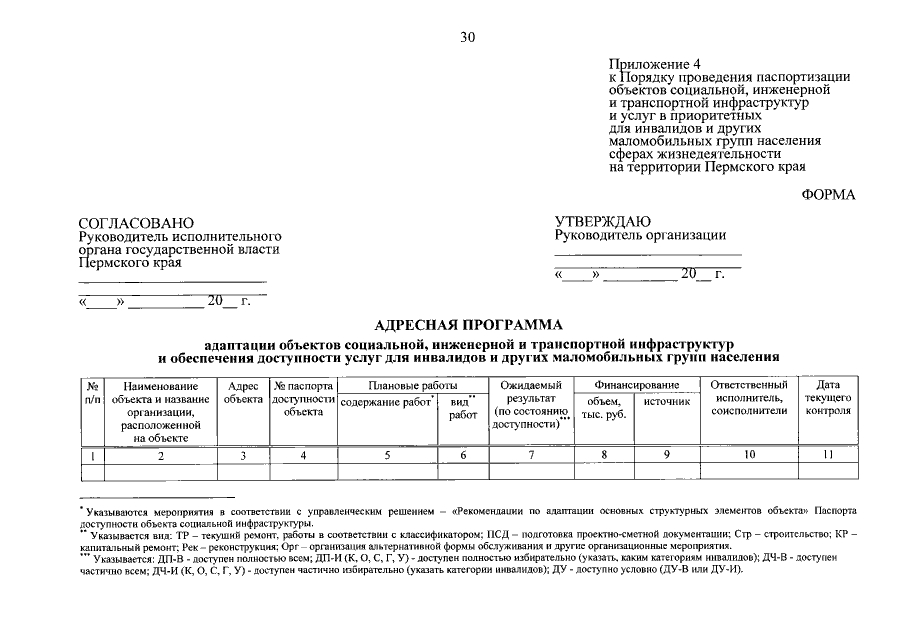 30
Приложение 4
к Порядку проведения паспортизации
объектов социальной, инженерной
и транспортной инфраструктур
и услуг в приоритетных
для инвалидов и других
маломобильных групп населения
сферах жизнедеятельности
на территории Пермского края
ФОРМА
СОГЛАСОВАНО
Руководитель исполнительного
органа государственной власти
Пермского края
«____» ____________ 20__ г.
УТВЕРЖДАЮ
Руководитель организации
«____» ____________ 20__ г.
АДРЕСНАЯ ПРОГРАММА
адаптации объектов социальной, инженерной и транспортной инфраструктур
и обеспечения доступности услуг для инвалидов и других маломобильных групп населения
№
п/п
Наименование
объекта и название
организации,
расположенной
на объекте
Адрес
объекта
№ паспорта
доступности
объекта
Плановые работы
содержание работ*
вид**
работ
Ожидаемый
результат
(по состоянию
доступности)***
Финансирование
объем,
тыс. руб.
источник
Ответственный
исполнитель,
соисполнители
Дата
текущего
контроля
1 2 3 4 5 6 7 8 9 10 11
* Указываются мероприятия в соответствии с управленческим решением – «Рекомендации по адаптации основных структурных элементов объекта» Паспорта
доступности объекта социальной инфраструктуры.
** Указывается вид: ТР – текущий ремонт, работы в соответствии с классификатором; ПСД – подготовка проектно-сметной документации; Стр – строительство; КР –
капитальный ремонт; Рек – реконструкция; Орг – организация альтернативной формы обслуживания и другие организационные мероприятия.
*** Указывается: ДП-В - доступен полностью всем; ДП-И (К, О, С, Г, У) - доступен полностью избирательно (указать, каким категориям инвалидов); ДЧ-В - доступен
частично всем; ДЧ-И (К, О, С, Г, У) - доступен частично избирательно (указать категории инвалидов); ДУ - доступно условно (ДУ-В или ДУ-И).